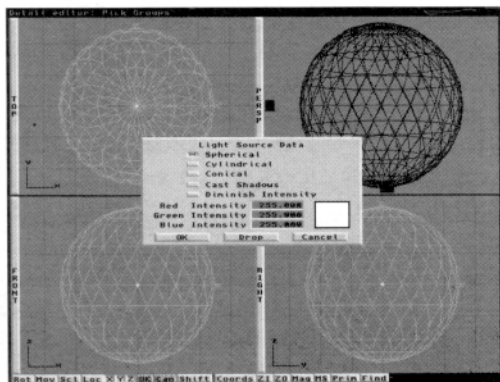 Detail editor: Pick Groups
TOP
PERSP
Light Source Data
Spherical
Cylindrical
Conical
Cast Shadows
Diminish Intensity
Red Intensity 255.000
Green Intensity 255.000
Blue Intensity 255.000
OK Drop Cancel
FRONT
RIGHT
Y
X
Z
X
Z
Y
Rot Mov Scl Loc X Y Z OK Can Shift Coords ZI ZO Mag MS Prim Find